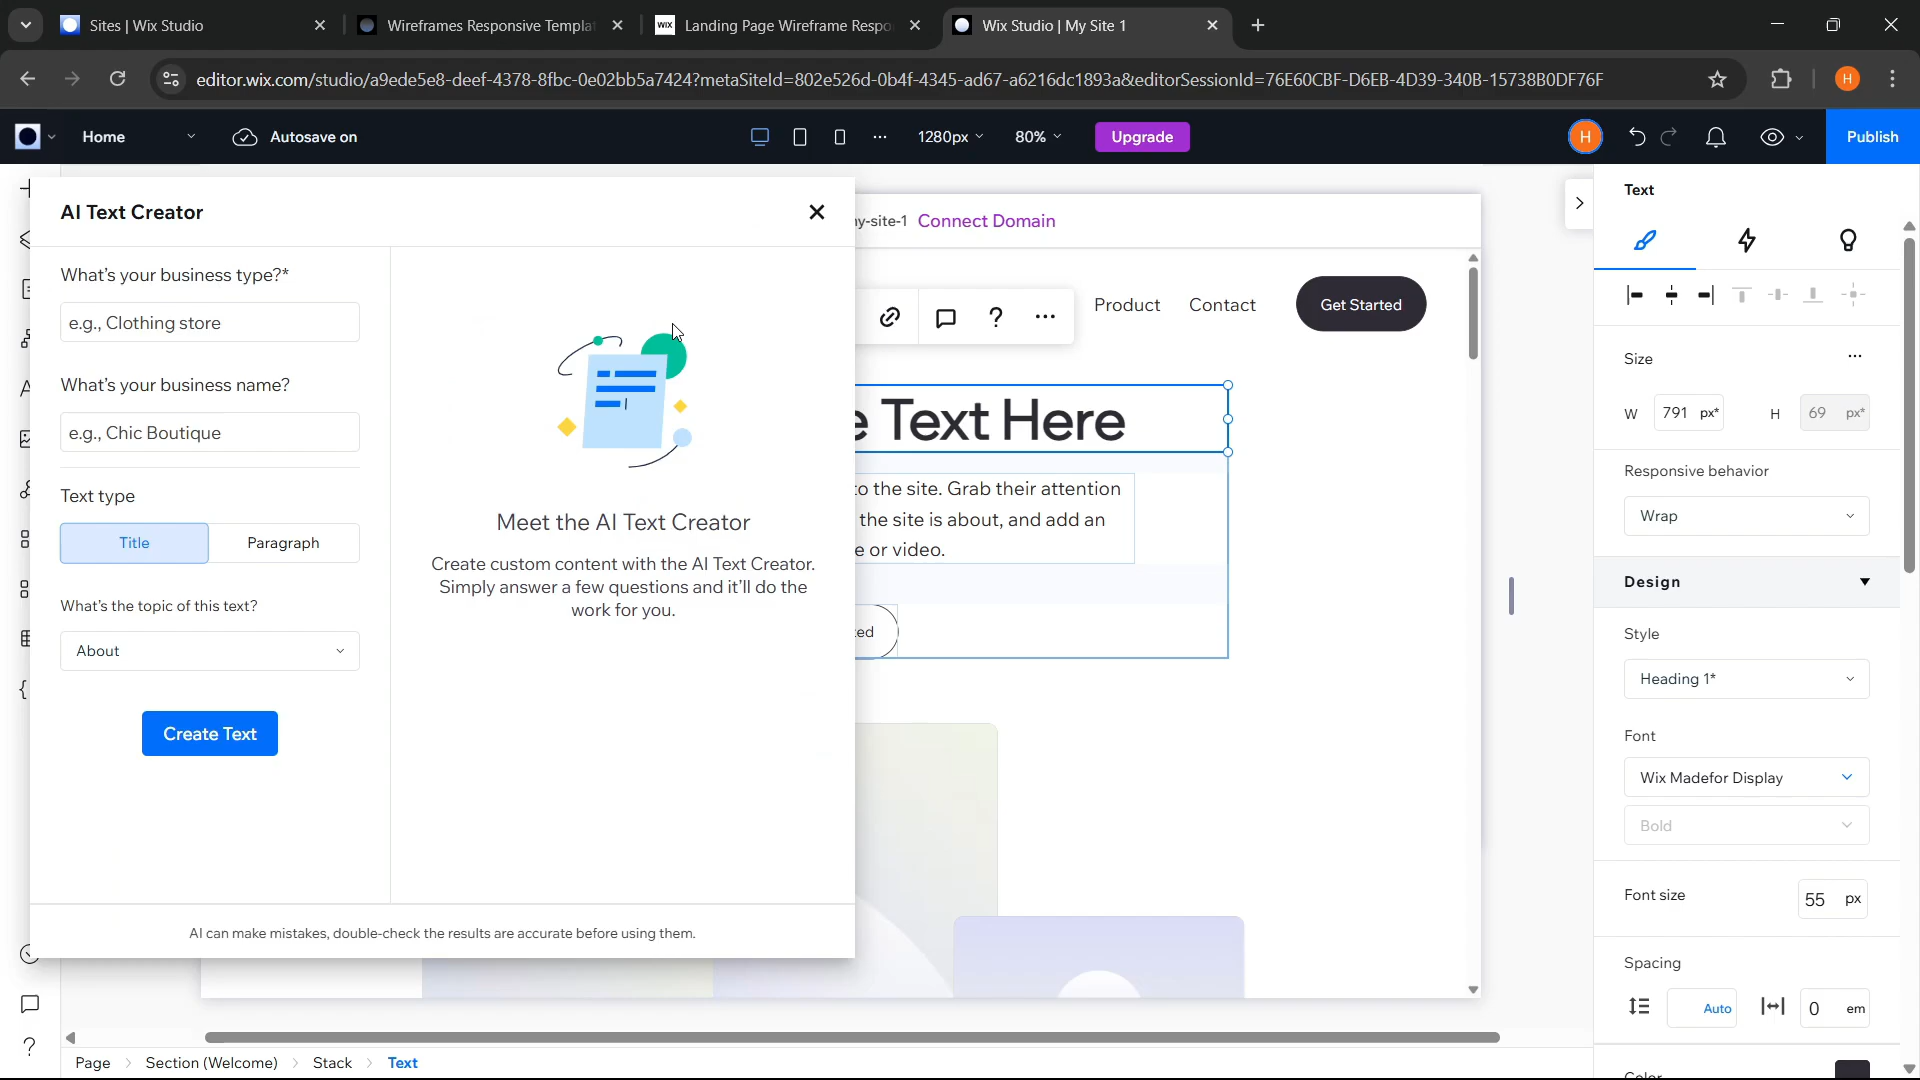 Sites | Wix Studio
Wireframes Responsive Templat
WIX Landing Page Wireframe Respo
Wix Studio | My Site 1
editor.wix.com/studio/a9ede5e8-deef-4378-8fbc-0e02bb5a7424?metaSiteId=802e526d-0b4f-4345-ad67-a6216dc1893a&editorSessionId=76E60CBF-D6EB-4D39-340B-15738B0DF76F
H
Home
Autosave on
1280px
80%
Upgrade
H
Publish
AI Text Creator
What's your business type?*
e.g., Clothing store
What's your business name?
e.g., Chic Boutique
Text type
Title
Paragraph
What's the topic of this text?
About
Create Text
Meet the AI Text Creator
Create custom content with the AI Text Creator.
Simply answer a few questions and it'll do the
work for you.
AI can make mistakes, double-check the results are accurate before using them.
y-site-1 Connect Domain
Product
Contact
Get Started
e Text Here
to the site. Grab their attention
the site is about, and add an
e or video.
ed
Text
Size
W 791 px*
H 69 px*
Responsive behavior
Wrap
Design
Style
Heading 1*
Font
Wix Madefor Display
Bold
Font size
55 px
Spacing
Auto
0 em
Color
Page > Section (Welcome) > Stack > Text